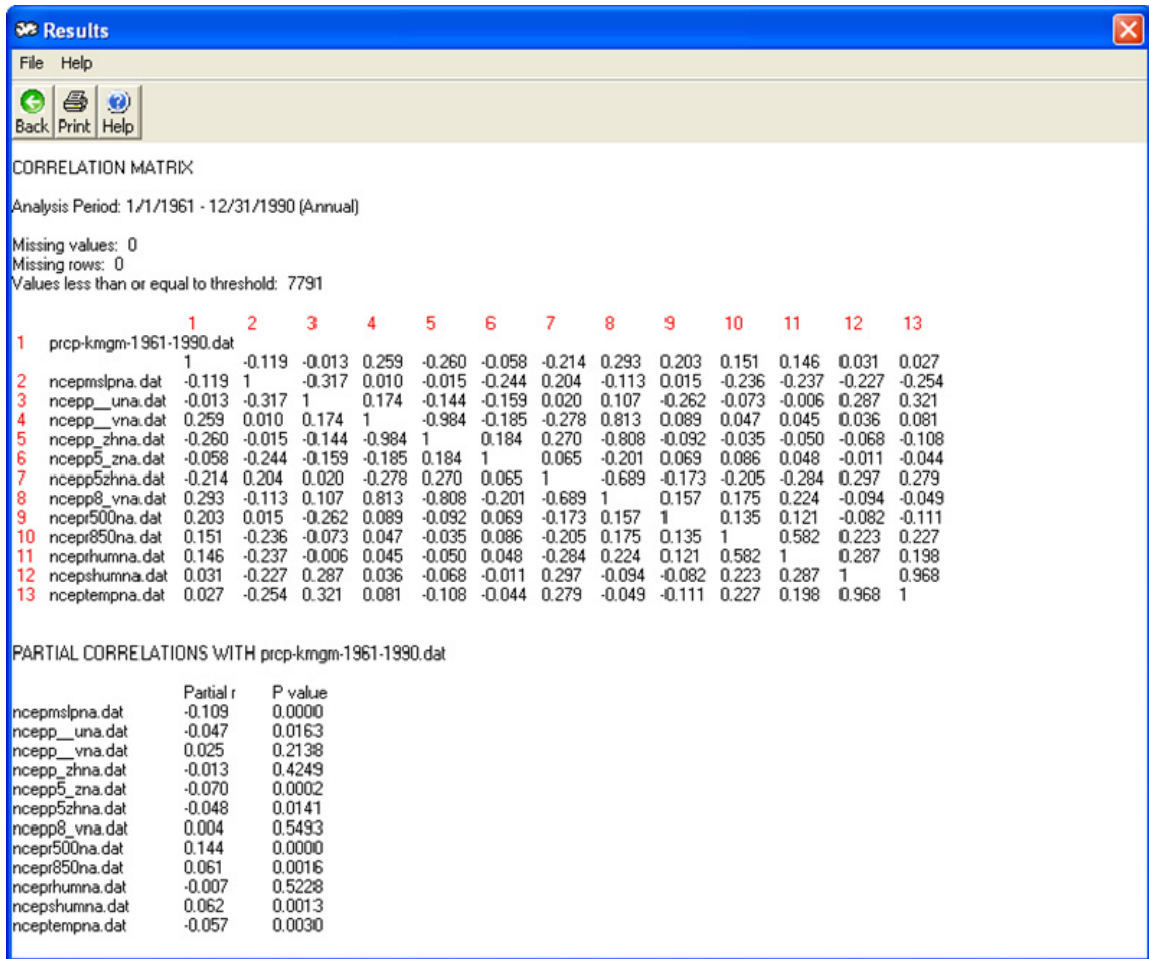 Results
File Help
Back Print Help
CORRELATION MATRIX
Analysis Period: 1/1/1961 - 12/31/1990 (Annual)
Missing values: 0
Missing rows: 0
Values less than or equal to threshold: 7791
1 2 3 4 5 6 7 8 9 10 11 12 13
1 prcp-kmgm-1961-1990.dat
1 -0.119 -0.013 0.259 -0.260 -0.058 -0.214 0.293 0.203 0.151 0.146 0.031 0.027
2 ncepmslpna.dat -0.119 1 -0.317 0.010 -0.015 -0.244 0.204 -0.113 0.015 -0.236 -0.237 -0.227 -0.254
3 ncepp__una.dat -0.013 -0.317 1 0.174 -0.144 -0.159 0.020 0.107 -0.262 -0.073 -0.006 0.287 0.321
4 ncepp__vna.dat 0.259 0.010 0.174 1 -0.984 -0.185 -0.278 0.813 0.089 0.047 0.045 0.036 0.081
5 ncepp_zhna.dat -0.260 -0.015 -0.144 -0.984 1 0.184 0.270 -0.808 -0.092 -0.035 -0.050 -0.068 -0.108
6 ncepp5_zna.dat -0.058 -0.244 -0.159 -0.185 0.184 1 0.065 -0.201 0.069 0.086 0.048 -0.011 -0.044
7 ncepp5zhna.dat -0.214 0.204 0.020 -0.278 0.270 0.065 1 -0.689 -0.173 -0.205 -0.284 0.297 0.279
8 ncepp8_vna.dat 0.293 -0.113 0.107 0.813 -0.808 -0.201 -0.689 1 0.157 0.175 0.224 -0.094 -0.049
9 ncepr500na.dat 0.203 0.015 -0.262 0.089 -0.092 0.069 -0.173 0.157 1 0.135 0.121 -0.082 -0.111
10 ncepr850na.dat 0.151 -0.236 -0.073 0.047 -0.035 0.086 -0.205 0.175 0.135 1 0.582 0.223 0.227
11 nceprhumna.dat 0.146 -0.237 -0.006 0.045 -0.050 0.048 -0.284 0.224 0.121 0.582 1 0.287 0.198
12 ncepshumna.dat 0.031 -0.227 0.287 0.036 -0.068 -0.011 0.297 -0.094 -0.082 0.223 0.287 1 0.968
13 nceptempna.dat 0.027 -0.254 0.321 0.081 -0.108 -0.044 0.279 -0.049 -0.111 0.227 0.198 0.968 1
PARTIAL CORRELATIONS WITH prcp-kmgm-1961-1990.dat
Partial r P value
ncepmslpna.dat -0.109 0.0000
ncepp__una.dat -0.047 0.0163
ncepp__vna.dat 0.025 0.2138
ncepp_zhna.dat -0.013 0.4249
ncepp5_zna.dat -0.070 0.0002
ncepp5zhna.dat -0.048 0.0141
ncepp8_vna.dat 0.004 0.5493
ncepr500na.dat 0.144 0.0000
ncepr850na.dat 0.061 0.0016
nceprhumna.dat -0.007 0.5228
ncepshumna.dat 0.062 0.0013
nceptempna.dat -0.057 0.0030